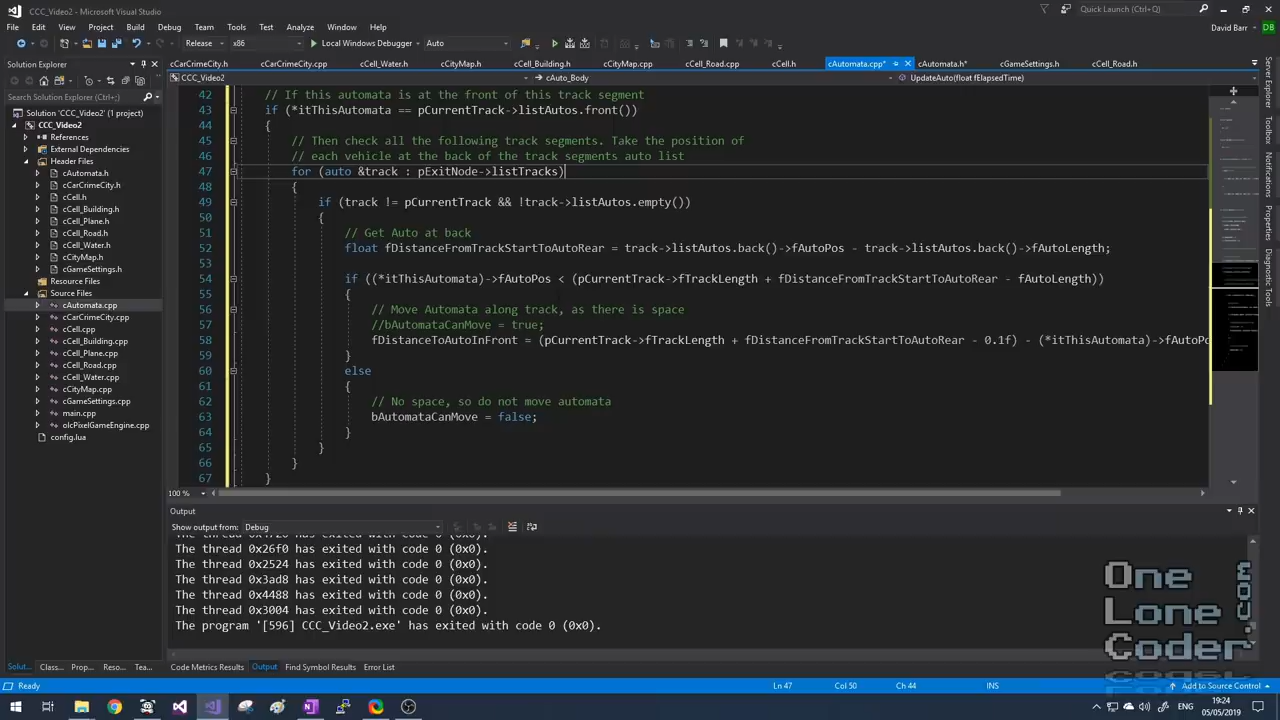 CCC_Video2 - Microsoft Visual Studio
Quick Launch (Ctrl+Q)
File Edit View Project Build Debug Team Tools Test Analyze Window Help
David Barr DB
Release x86 Local Windows Debugger Auto
Solution Explorer
cCarCrimeCity.h cCarCrimeCity.cpp cCell_Water.h cCell_Building.h cCityMap.h cCityMap.cpp cCell_Road.cpp cCell.h cAutomata.cpp* cAutomata.h* cGameSettings.h cCell_Road.h
CCC_Video2 cAuto_Body UpdateAuto(float fElapsedTime)
Search Solution Explorer (Ctrl+;)
Solution 'CCC_Video2' (1 project)
CCC_Video2
References
External Dependencies
Header Files
cAutomata.h
cCarCrimeCity.h
cCell.h
cCell_Building.h
cCell_Plane.h
cCell_Road.h
cCell_Water.h
cCityMap.h
cGameSettings.h
Resource Files
Source Files
cAutomata.cpp
cCarCrimeCity.cpp
cCell.cpp
cCell_Building.cpp
cCell_Plane.cpp
cCell_Road.cpp
cCell_Water.cpp
cCityMap.cpp
cGameSettings.cpp
main.cpp
olcPixelGameEngine.cpp
config.lua
42 // If this automata is at the front of this track segment
43 if (*itThisAutomata == pCurrentTrack->listAutos.front())
44 {
45 // Then check all the following track segments. Take the position of
46 // each vehicle at the back of the track segments auto list
47 for (auto &track : pExitNode->listTracks)
48 {
49 if (track != pCurrentTrack && !track->listAutos.empty())
50 {
51 // Get Auto at back
52 float fDistanceFromTrackStartToAutoRear = track->listAutos.back()->fAutoPos - track->listAutos.back()->fAutoLength;
53
54 if ((*itThisAutomata)->fAutoPos < (pCurrentTrack->fTrackLength + fDistanceFromTrackStartToAutoRear - fAutoLength))
55 {
56 // Move Automata along track, as there is space
57 //bAutomataCanMove = true;
58 fDistanceToAutoInFront = (pCurrentTrack->fTrackLength + fDistanceFromTrackStartToAutoRear - 0.1f) - (*itThisAutomata)->fAutoPo
59 }
60 else
61 {
62 // No space, so do not move automata
63 bAutomataCanMove = false;
64 }
65 }
66 }
67 }
100 %
Output
Show output from: Debug
The thread 0x26f0 has exited with code 0 (0x0).
The thread 0x2524 has exited with code 0 (0x0).
The thread 0x3ad8 has exited with code 0 (0x0).
The thread 0x4488 has exited with code 0 (0x0).
The thread 0x3004 has exited with code 0 (0x0).
The program '[596] CCC_Video2.exe' has exited with code 0 (0x0).
Solut... Class... Prop... Reso... Tea...
Code Metrics Results Output Find Symbol Results Error List
Server Explorer
Toolbox
Properties
Diagnostic Tools
One
Lone
Coder
.com
Ready Ln 47 Col 50 Ch 44 INS Add to Source Control
ENG
19:24
05/05/2019